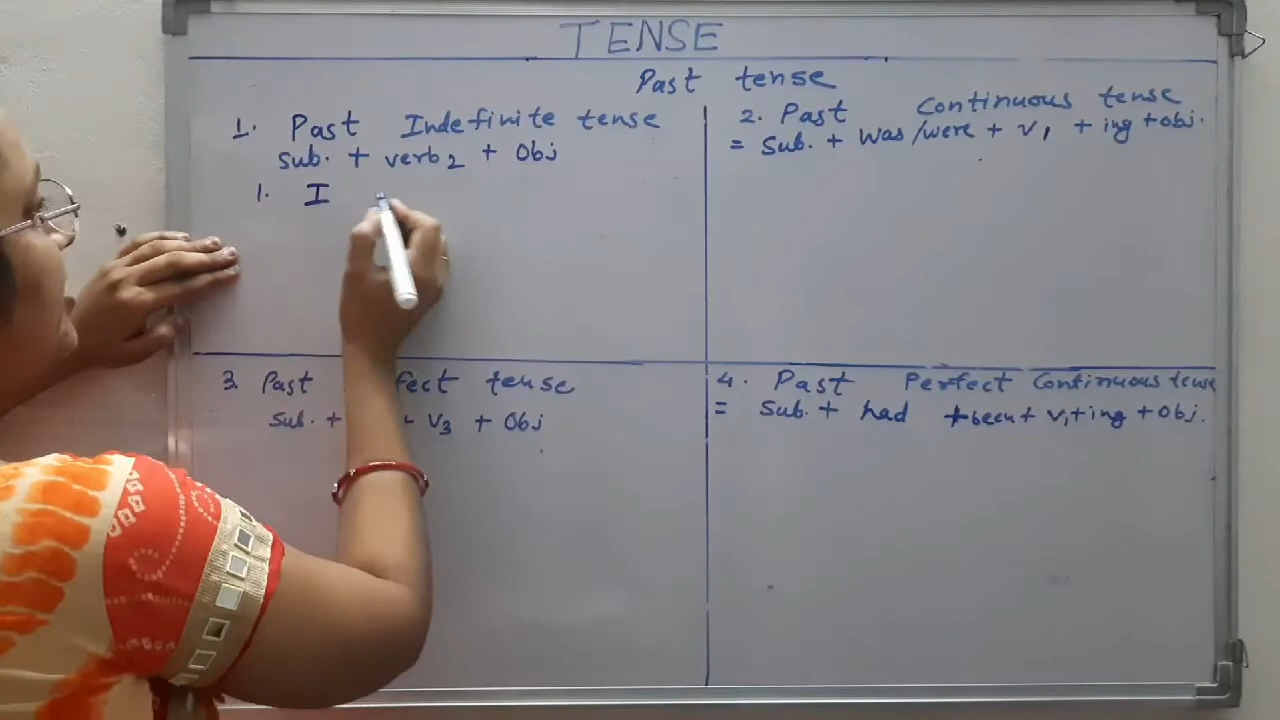 TENSE
Past tense
1. Past Indefinite tense
sub. + verb2 + Obj
1. I
2. Past Continuous tense
= Sub. + was/were + V1 + ing + obj.
3. Past fect tense
Sub. + + V3 + Obj
4. Past Perfect Continuous tense
= Sub. + had + been + V1 + ing + Obj.